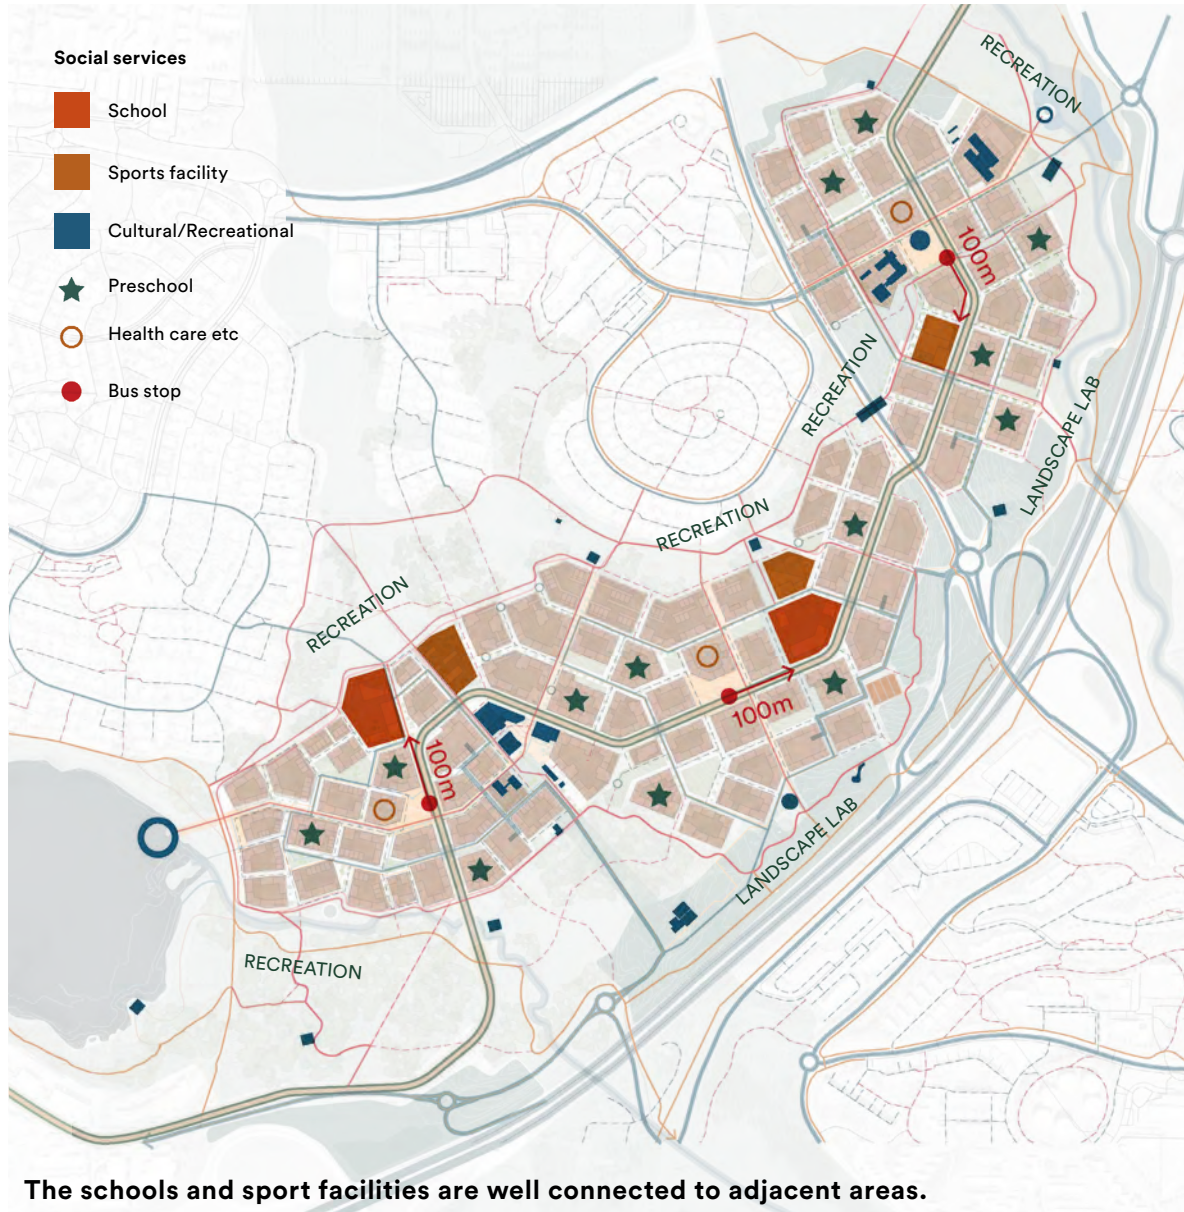 Social services
School
Sports facility
Cultural/Recreational
Preschool
Health care etc
Bus stop
RECREATION
100m
RECREATION
LANDSCAPE LAB
RECREATION
RECREATION
100m
100m
LANDSCAPE LAB
RECREATION
The schools and sport facilities are well connected to adjacent areas.